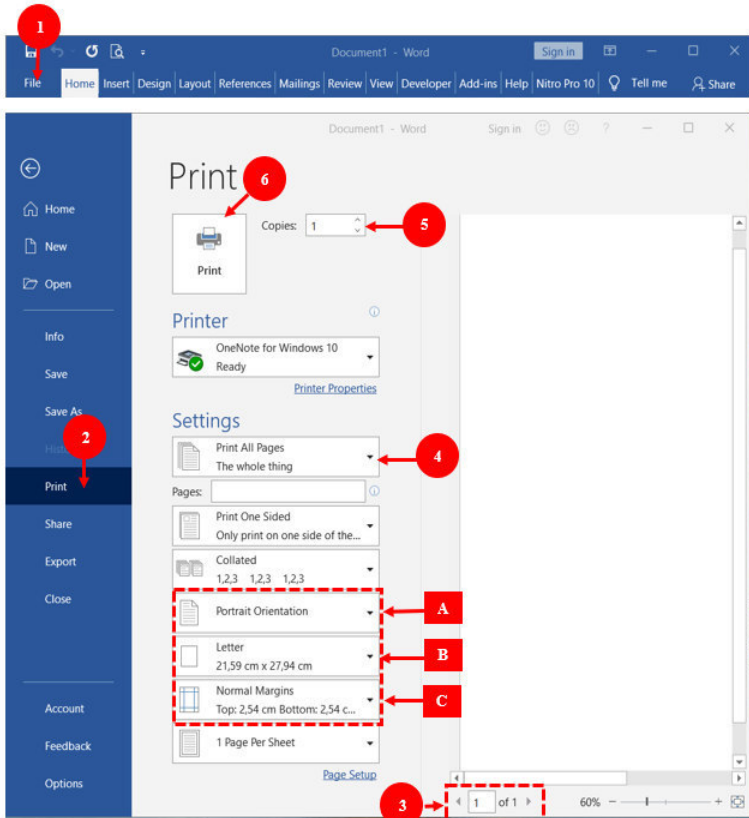 1
Document1 - Word
Sign in
File Home Insert Design Layout References Mailings Review View Developer Add-ins Help Nitro Pro 10 Tell me Share
Document1 - Word Sign in ?
Print
6
Home
New
Open
Info
Save
Save As
2
Print
Share
Export
Close
Account
Feedback
Options
Print
Copies: 1
5
Printer
OneNote for Windows 10
Ready
Printer Properties
Settings
Print All Pages
The whole thing
4
Pages:
Print One Sided
Only print on one side of the...
Collated
1,2,3 1,2,3 1,2,3
Portrait Orientation
A
Letter
21,59 cm x 27,94 cm
B
Normal Margins
Top: 2,54 cm Bottom: 2,54 c...
C
1 Page Per Sheet
Page Setup
3
1 of 1
60% - +